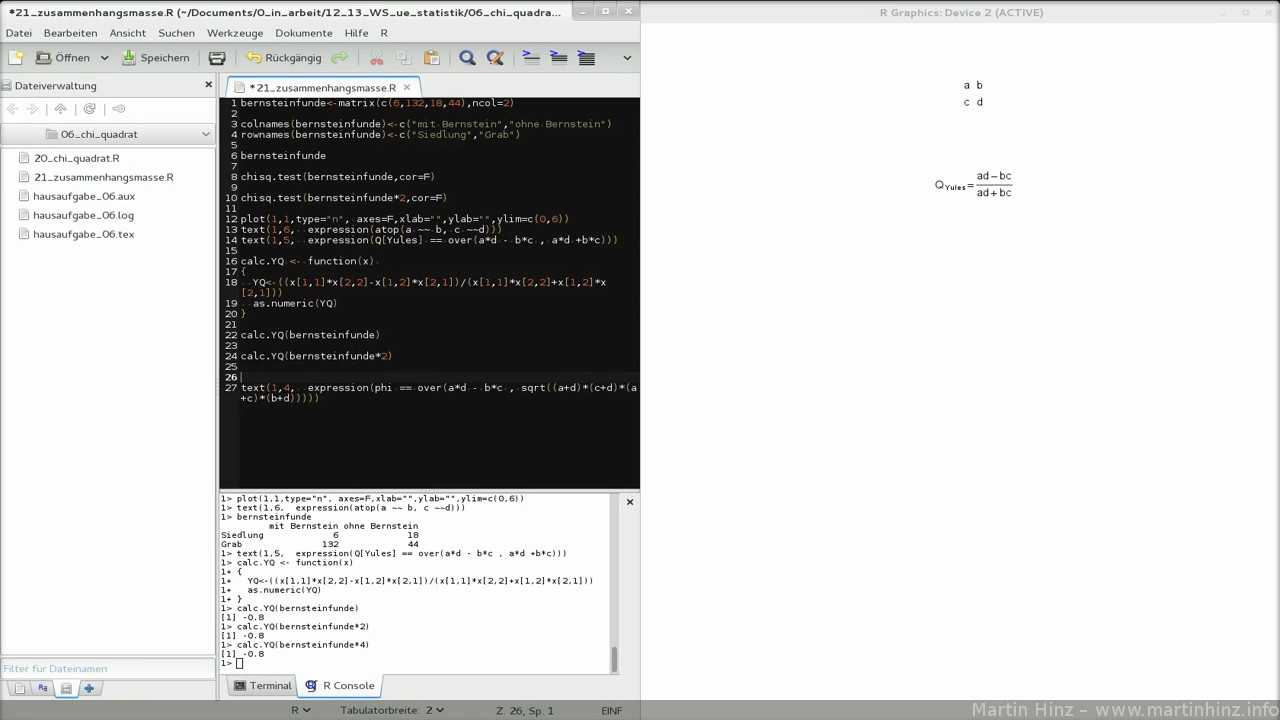 *21_zusammenhangsmasse.R (~/Documents/0_in_arbeit/12_13_WS_ue_statistik/06_chi_quadra...
Datei Bearbeiten Ansicht Suchen Werkzeuge Dokumente Hilfe R
Öffnen Speichern Rückgängig
Dateiverwaltung
06_chi_quadrat
20_chi_quadrat.R
21_zusammenhangsmasse.R
hausaufgabe_06.aux
hausaufgabe_06.log
hausaufgabe_06.tex
Filter für Dateinamen
*21_zusammenhangsmasse.R
1 bernsteinfunde<-matrix(c(6,132,18,44),ncol=2)
2
3 colnames(bernsteinfunde)<-c("mit Bernstein","ohne Bernstein")
4 rownames(bernsteinfunde)<-c("Siedlung","Grab")
5
6 bernsteinfunde
7
8 chisq.test(bernsteinfunde,cor=F)
9
10 chisq.test(bernsteinfunde*2,cor=F)
11
12 plot(1,1,type="n", axes=F,xlab="",ylab="",ylim=c(0,6))
13 text(1,6, expression(atop(a ~~ b, c ~~d)))
14 text(1,5, expression(Q[Yules] == over(a*d - b*c , a*d +b*c)))
15
16 calc.YQ <- function(x)
17 {
18 YQ<-((x[1,1]*x[2,2]-x[1,2]*x[2,1])/(x[1,1]*x[2,2]+x[1,2]*x
[2,1]))
19 as.numeric(YQ)
20 }
21
22 calc.YQ(bernsteinfunde)
23
24 calc.YQ(bernsteinfunde*2)
25
26
27 text(1,4, expression(phi == over(a*d - b*c , sqrt((a+d)*(c+d)*(a
+c)*(b+d)))))
1> plot(1,1,type="n", axes=F,xlab="",ylab="",ylim=c(0,6))
1> text(1,6, expression(atop(a ~~ b, c ~~d)))
1> bernsteinfunde
mit Bernstein ohne Bernstein
Siedlung 6 18
Grab 132 44
1> text(1,5, expression(Q[Yules] == over(a*d - b*c , a*d +b*c)))
1> calc.YQ <- function(x)
1+ {
1+ YQ<-((x[1,1]*x[2,2]-x[1,2]*x[2,1])/(x[1,1]*x[2,2]+x[1,2]*x[2,1]))
1+ as.numeric(YQ)
1+ }
1> calc.YQ(bernsteinfunde)
[1] -0.8
1> calc.YQ(bernsteinfunde*2)
[1] -0.8
1> calc.YQ(bernsteinfunde*4)
[1] -0.8
1>
Terminal R Console
R Tabulatorbreite: 2 Z. 26, Sp. 1 EINF
R Graphics: Device 2 (ACTIVE)
a b
c d
ad − bc
Q Yules =
ad + bc
Martin Hinz – www.martinhinz.info